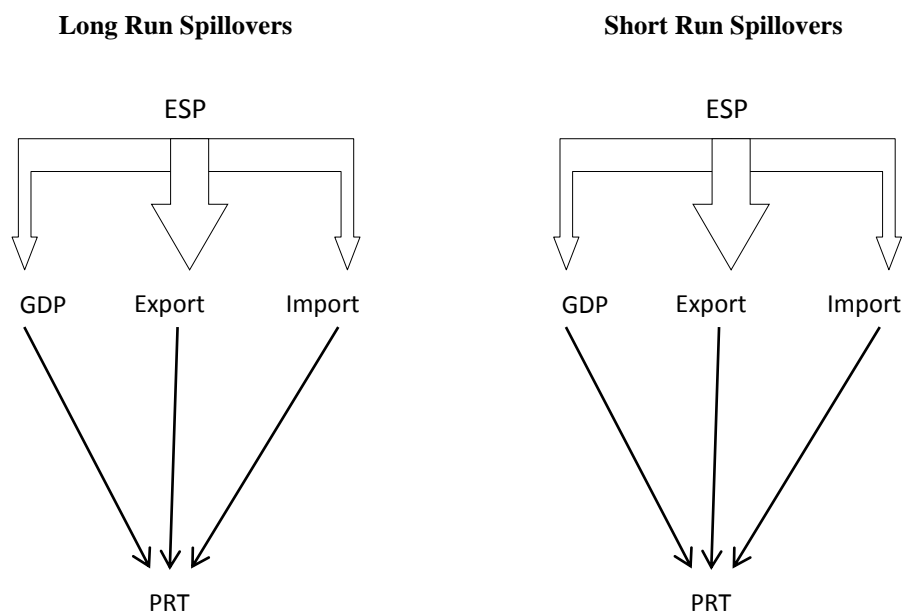 Long Run Spillovers
ESP
GDP Export Import
PRT
Short Run Spillovers
ESP
GDP Export Import
PRT